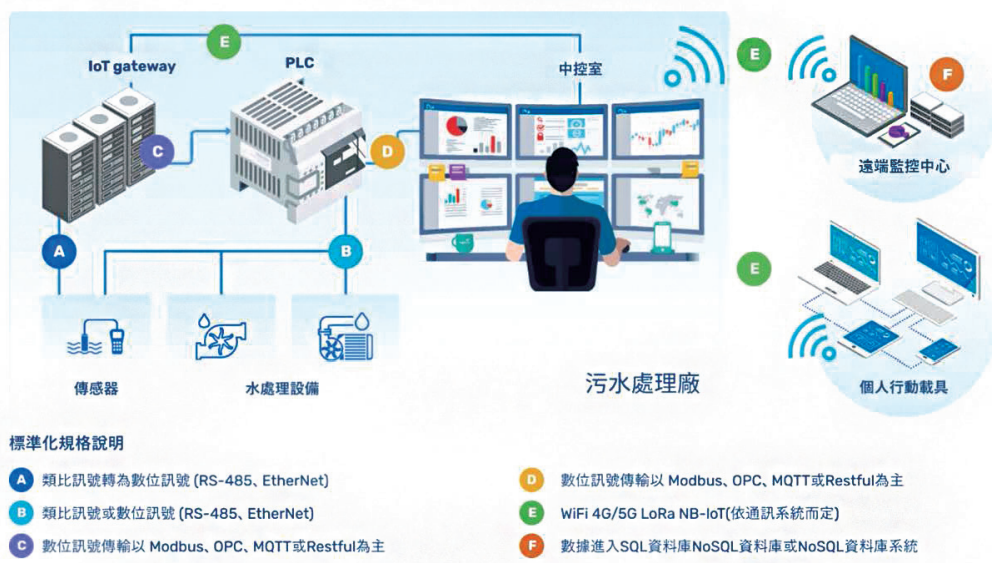 E
IoT gateway
PLC
中控室
E
F
C
D
遠端監控中心
A
B
E
傳感器
水處理設備
污水處理廠
個人行動載具
標準化規格說明
A 類比訊號轉為數位訊號 (RS-485、EtherNet)
B 類比訊號或數位訊號 (RS-485、EtherNet)
C 數位訊號傳輸以 Modbus、OPC、MQTT或Restful為主
D 數位訊號傳輸以 Modbus、OPC、MQTT或Restful為主
E WiFi 4G/5G LoRa NB-IoT(依通訊系統而定)
F 數據進入SQL資料庫NoSQL資料庫或NoSQL資料庫系統